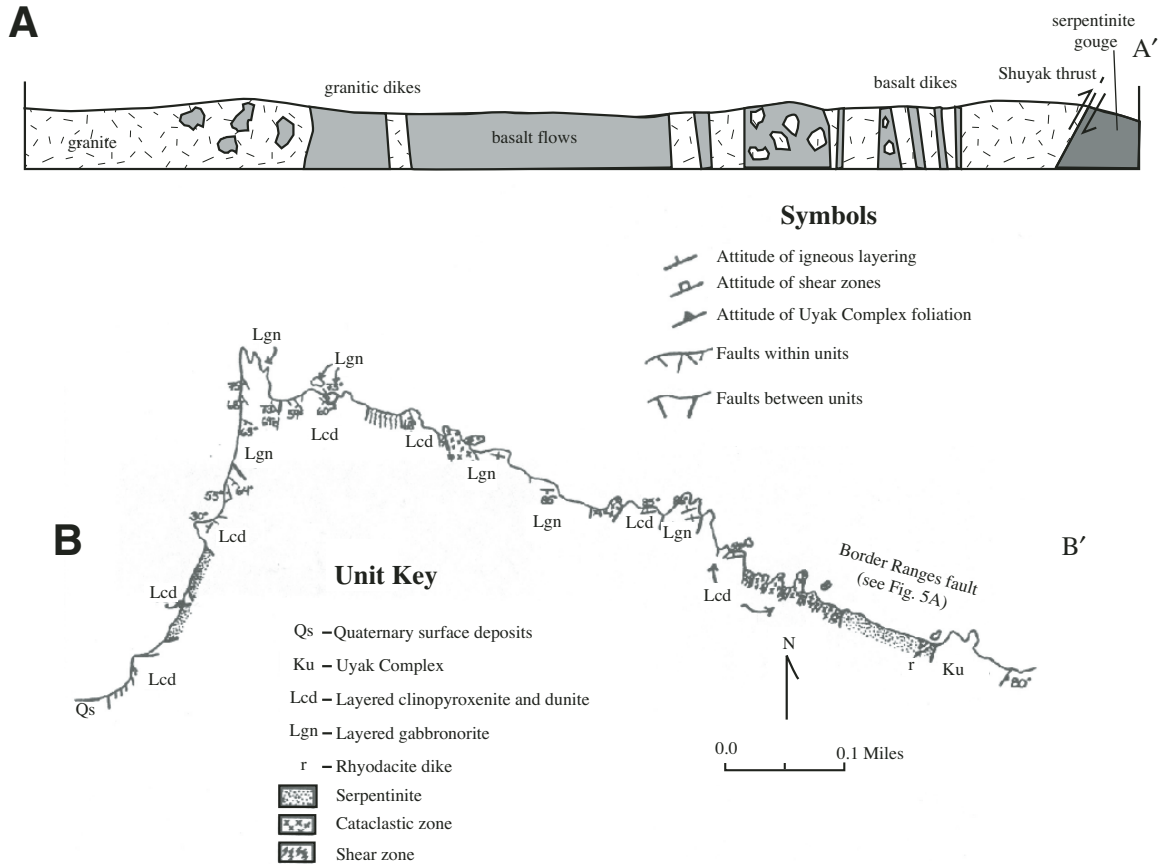 A
serpentinite
gouge
A′
granitic dikes
basalt dikes
Shuyak thrust
granite
basalt flows
Symbols
Attitude of igneous layering
Attitude of shear zones
Attitude of Uyak Complex foliation
Faults within units
Faults between units
Lgn
Lgn
Lcd
Lcd
Lgn
Lgn
Lgn
Lcd
Lgn
Lcd
B
B′
Border Ranges fault
(see Fig. 5A)
Lcd
Lcd
N
r
Ku
80°
Lcd
Qs
0.0
0.1 Miles
Unit Key
Qs – Quaternary surface deposits
Ku – Uyak Complex
Lcd – Layered clinopyroxenite and dunite
Lgn – Layered gabbronorite
r – Rhyodacite dike
Serpentinite
Cataclastic zone
Shear zone